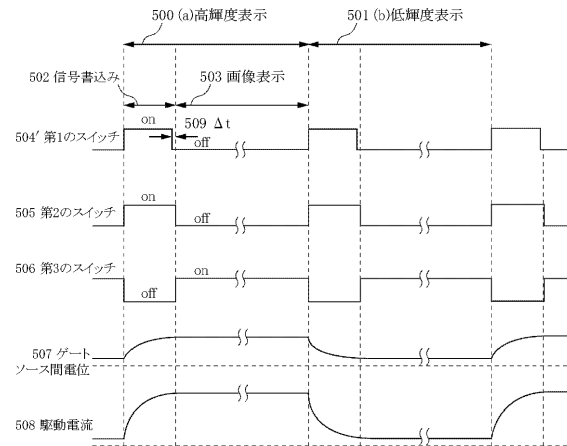 500 (a)高輝度表示
501 (b)低輝度表示
502 信号書込み
503 画像表示
on
509 Δt
504' 第1のスイッチ
off
on
505 第2のスイッチ
off
on
506 第3のスイッチ
off
507 ゲート
ソース間電位
508 駆動電流